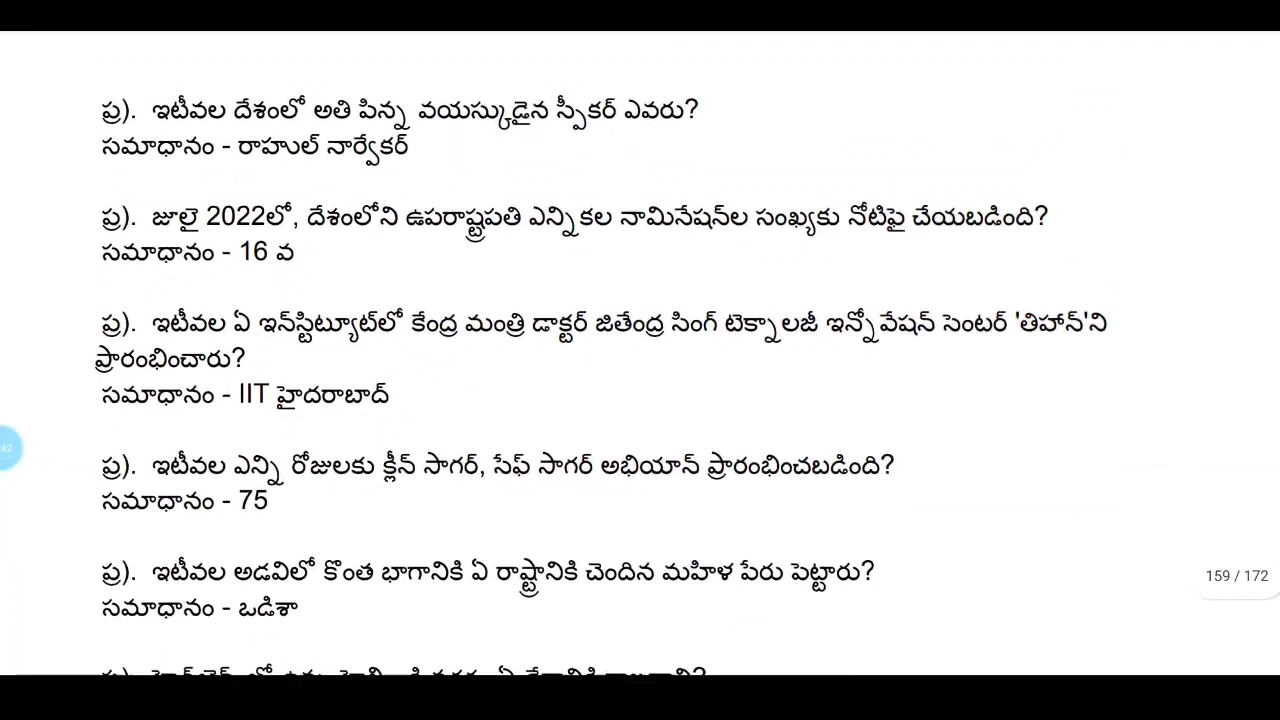 ప్ర). ఇటీవల దేశంలో అతి పిన్న వయస్కుడైన స్పీకర్ ఎవరు?
సమాధానం - రాహుల్ నార్వేకర్
ప్ర). జూలై 2022లో, దేశంలోని ఉపరాష్ట్రపతి ఎన్నికల నామినేషన్‌ల సంఖ్యకు నోటిఫై చేయబడింది?
సమాధానం - 16 వ
ప్ర). ఇటీవల ఏ ఇన్‌స్టిట్యూట్‌లో కేంద్ర మంత్రి డాక్టర్ జితేంద్ర సింగ్ టెక్నాలజీ ఇన్నోవేషన్ సెంటర్ 'తిహాన్'ని
ప్రారంభించారు?
సమాధానం - IIT హైదరాబాద్
ప్ర). ఇటీవల ఎన్ని రోజులకు క్లీన్ సాగర్, సేఫ్ సాగర్ అభియాన్ ప్రారంభించబడింది?
సమాధానం - 75
ప్ర). ఇటీవల అడవిలో కొంత భాగానికి ఏ రాష్ట్రానికి చెందిన మహిళ పేరు పెట్టారు?
సమాధానం - ఒడిశా
159 / 172